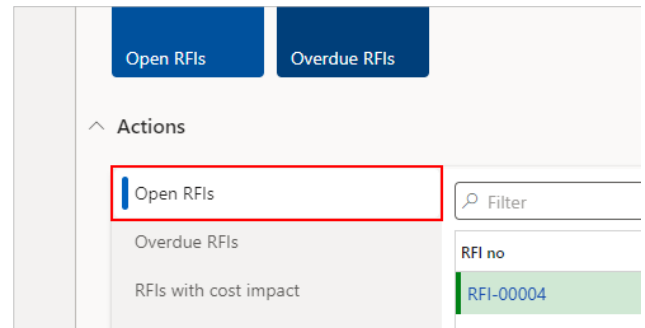 Open RFIs
Overdue RFIs
Actions
Open RFIs
Overdue RFIs
RFIs with cost impact
Filter
RFI no
RFI-00004